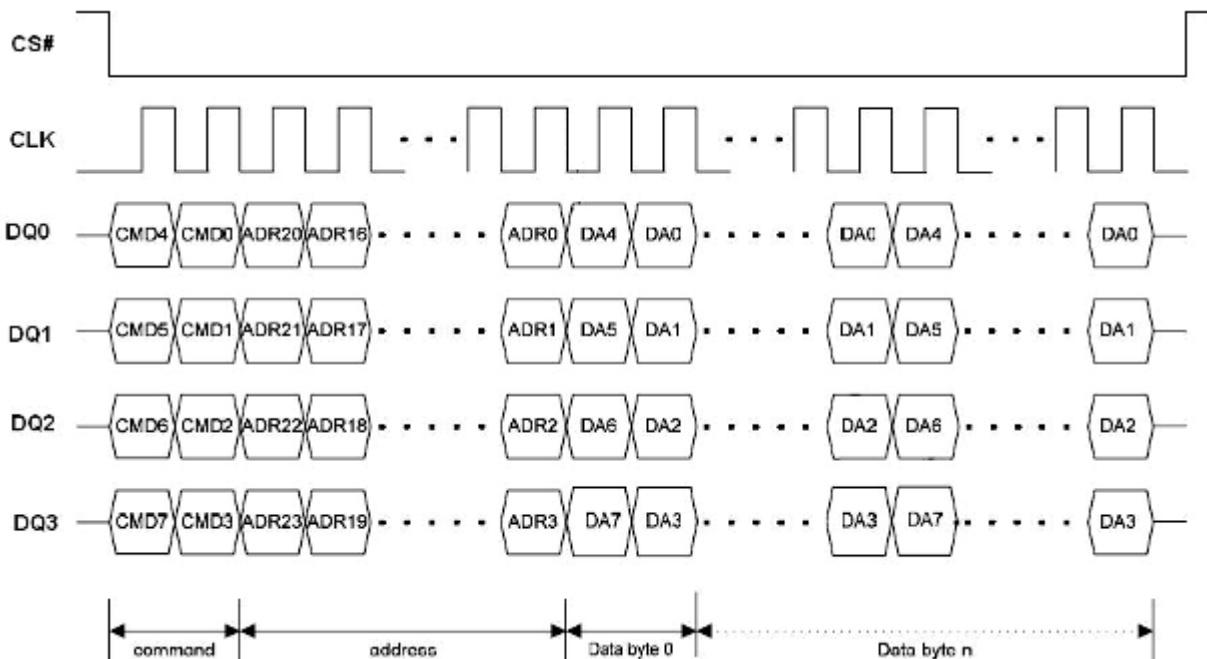 CS#
CLK
DQ0 CMD4 CMD0 ADR20 ADR16 ADR0 DA4 DA0 DA0 DA4 DA0
DQ1 CMD5 CMD1 ADR21 ADR17 ADR1 DA5 DA1 DA1 DA5 DA1
DQ2 CMD6 CMD2 ADR22 ADR18 ADR2 DA6 DA2 DA2 DA6 DA2
DQ3 CMD7 CMD3 ADR23 ADR19 ADR3 DA7 DA3 DA3 DA7 DA3
command address Data byte 0 Data byte n